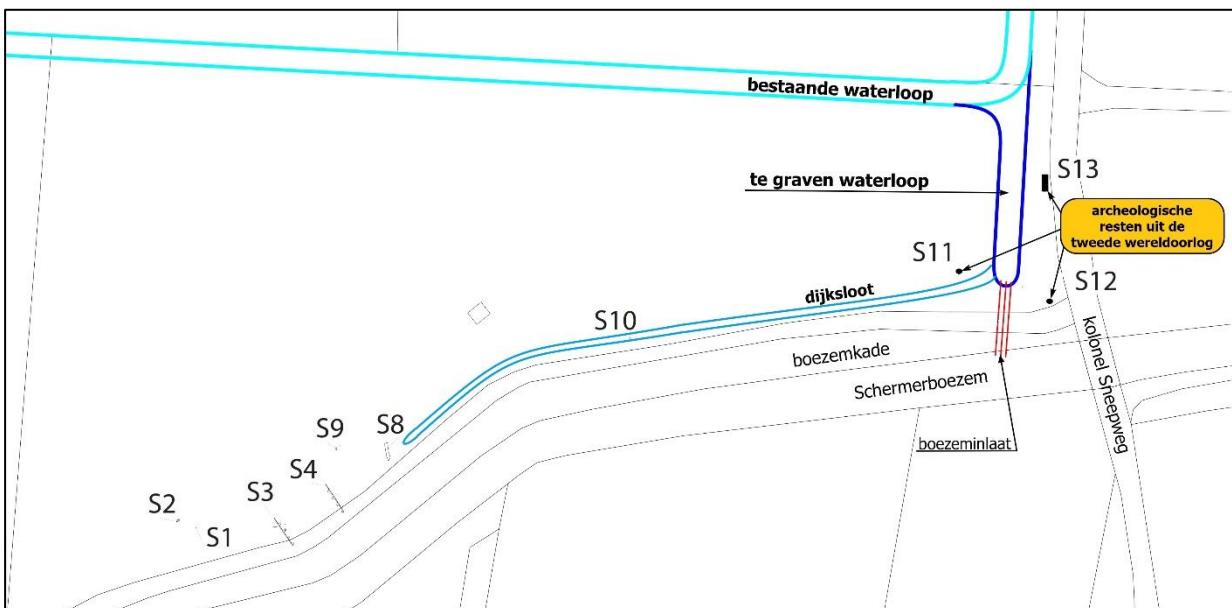 bestaande waterloop
te graven waterloop
S13
archeologische
resten uit de
tweede wereldoorlog
S11
S12
dijksloot
S10
kolonel Sneepweg
boezemkade
Schermerboezem
boezeminlaat
S8
S9
S4
S3
S2
S1